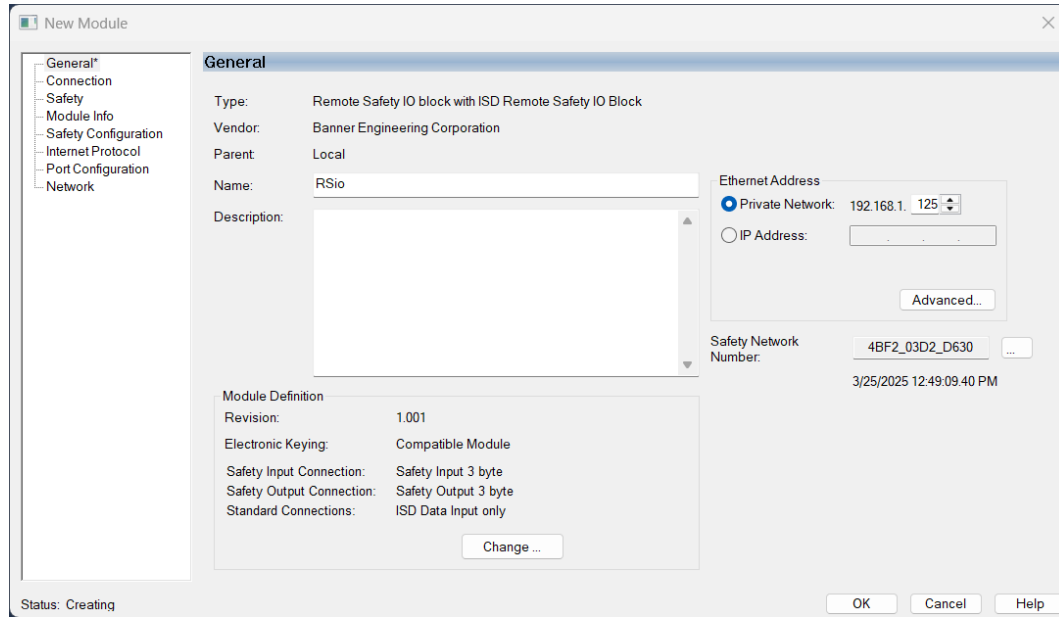 New Module
General*
Connection
Safety
Module Info
Safety Configuration
Internet Protocol
Port Configuration
Network
General
Type: Remote Safety IO block with ISD Remote Safety IO Block
Vendor: Banner Engineering Corporation
Parent: Local
Name: RSio
Description:
Ethernet Address
Private Network: 192.168.1. 125
IP Address: . . .
Advanced...
Safety Network
Number: 4BF2_03D2_D630 ...
3/25/2025 12:49:09.40 PM
Module Definition
Revision: 1.001
Electronic Keying: Compatible Module
Safety Input Connection: Safety Input 3 byte
Safety Output Connection: Safety Output 3 byte
Standard Connections: ISD Data Input only
Change ...
Status: Creating
OK Cancel Help